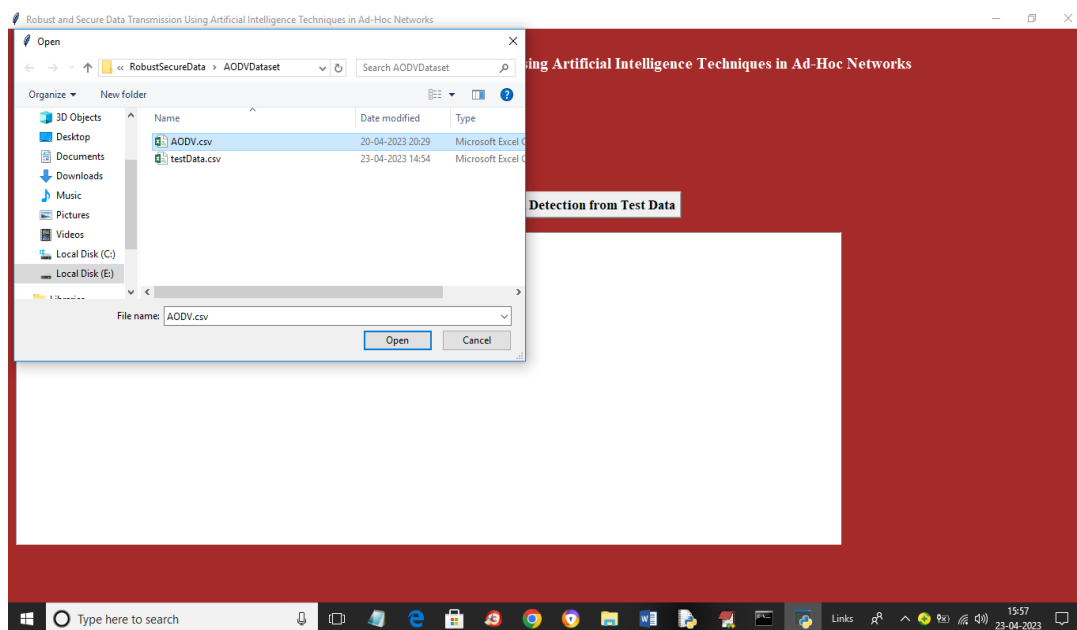 Robust and Secure Data Transmission Using Artificial Intelligence Techniques in Ad-Hoc Networks
Open
ing Artificial Intelligence Techniques in Ad-Hoc Networks
« RobustSecureData > AODVDataset
Search AODVDataset
Organize
New folder
3D Objects
Desktop
Documents
Downloads
Music
Pictures
Videos
Local Disk (C:)
Local Disk (E:)
Name Date modified Type
AODV.csv 20-04-2023 20:29 Microsoft Excel C
testData.csv 23-04-2023 14:54 Microsoft Excel C
Detection from Test Data
File name: AODV.csv
Open Cancel
Type here to search
Links
15:57
23-04-2023